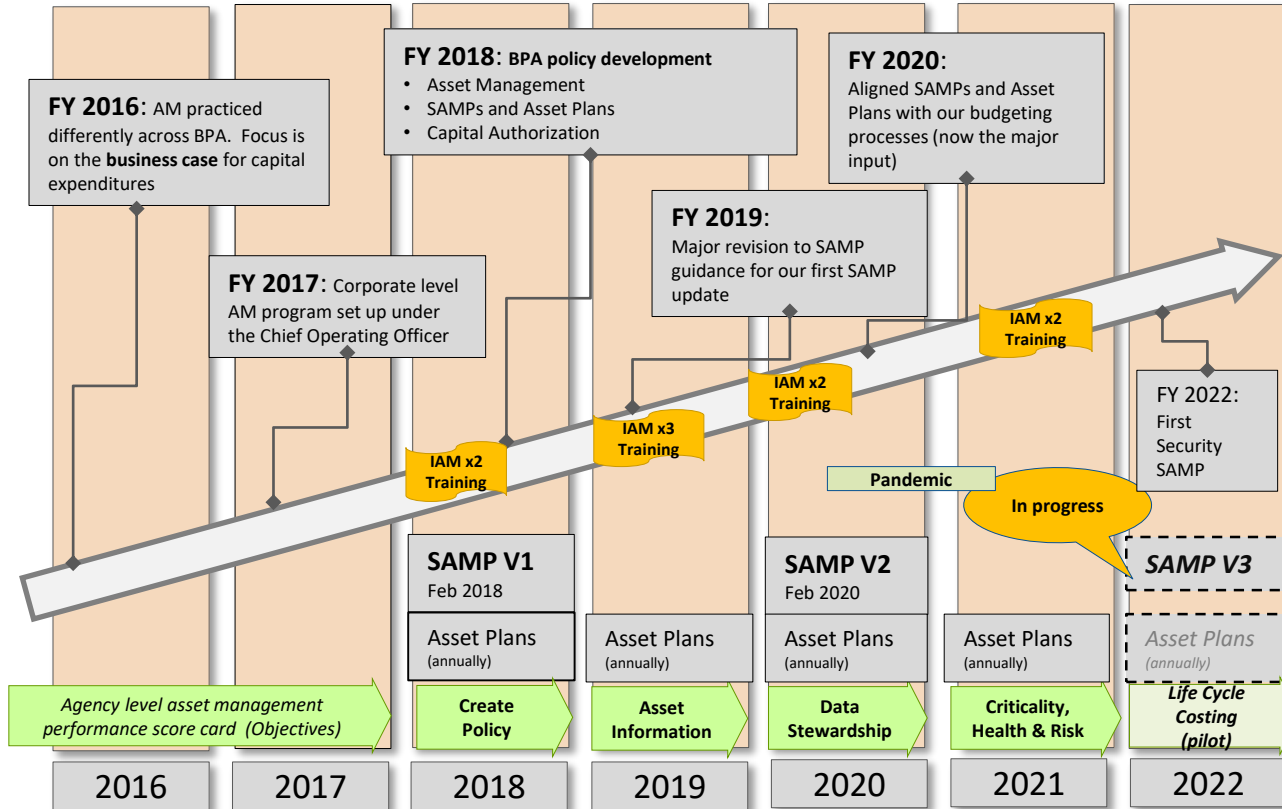 FY 2016: AM practiced
differently across BPA. Focus is
on the business case for capital
expenditures
FY 2018: BPA policy development
• Asset Management
• SAMPs and Asset Plans
• Capital Authorization
FY 2020:
Aligned SAMPs and Asset
Plans with our budgeting
processes (now the major
input)
FY 2017: Corporate level
AM program set up under
the Chief Operating Officer
FY 2019:
Major revision to SAMP
guidance for our first SAMP
update
IAM x2
Training
IAM x3
Training
IAM x2
Training
IAM x2
Training
FY 2022:
First
Security
SAMP
Pandemic
In progress
SAMP V1
Feb 2018
SAMP V2
Feb 2020
SAMP V3
Asset Plans
(annually)
Asset Plans
(annually)
Asset Plans
(annually)
Asset Plans
(annually)
Asset Plans
(annually)
Agency level asset management
performance score card (Objectives)
Create
Policy
Asset
Information
Data
Stewardship
Criticality,
Health & Risk
Life Cycle
Costing
(pilot)
2016
2017
2018
2019
2020
2021
2022